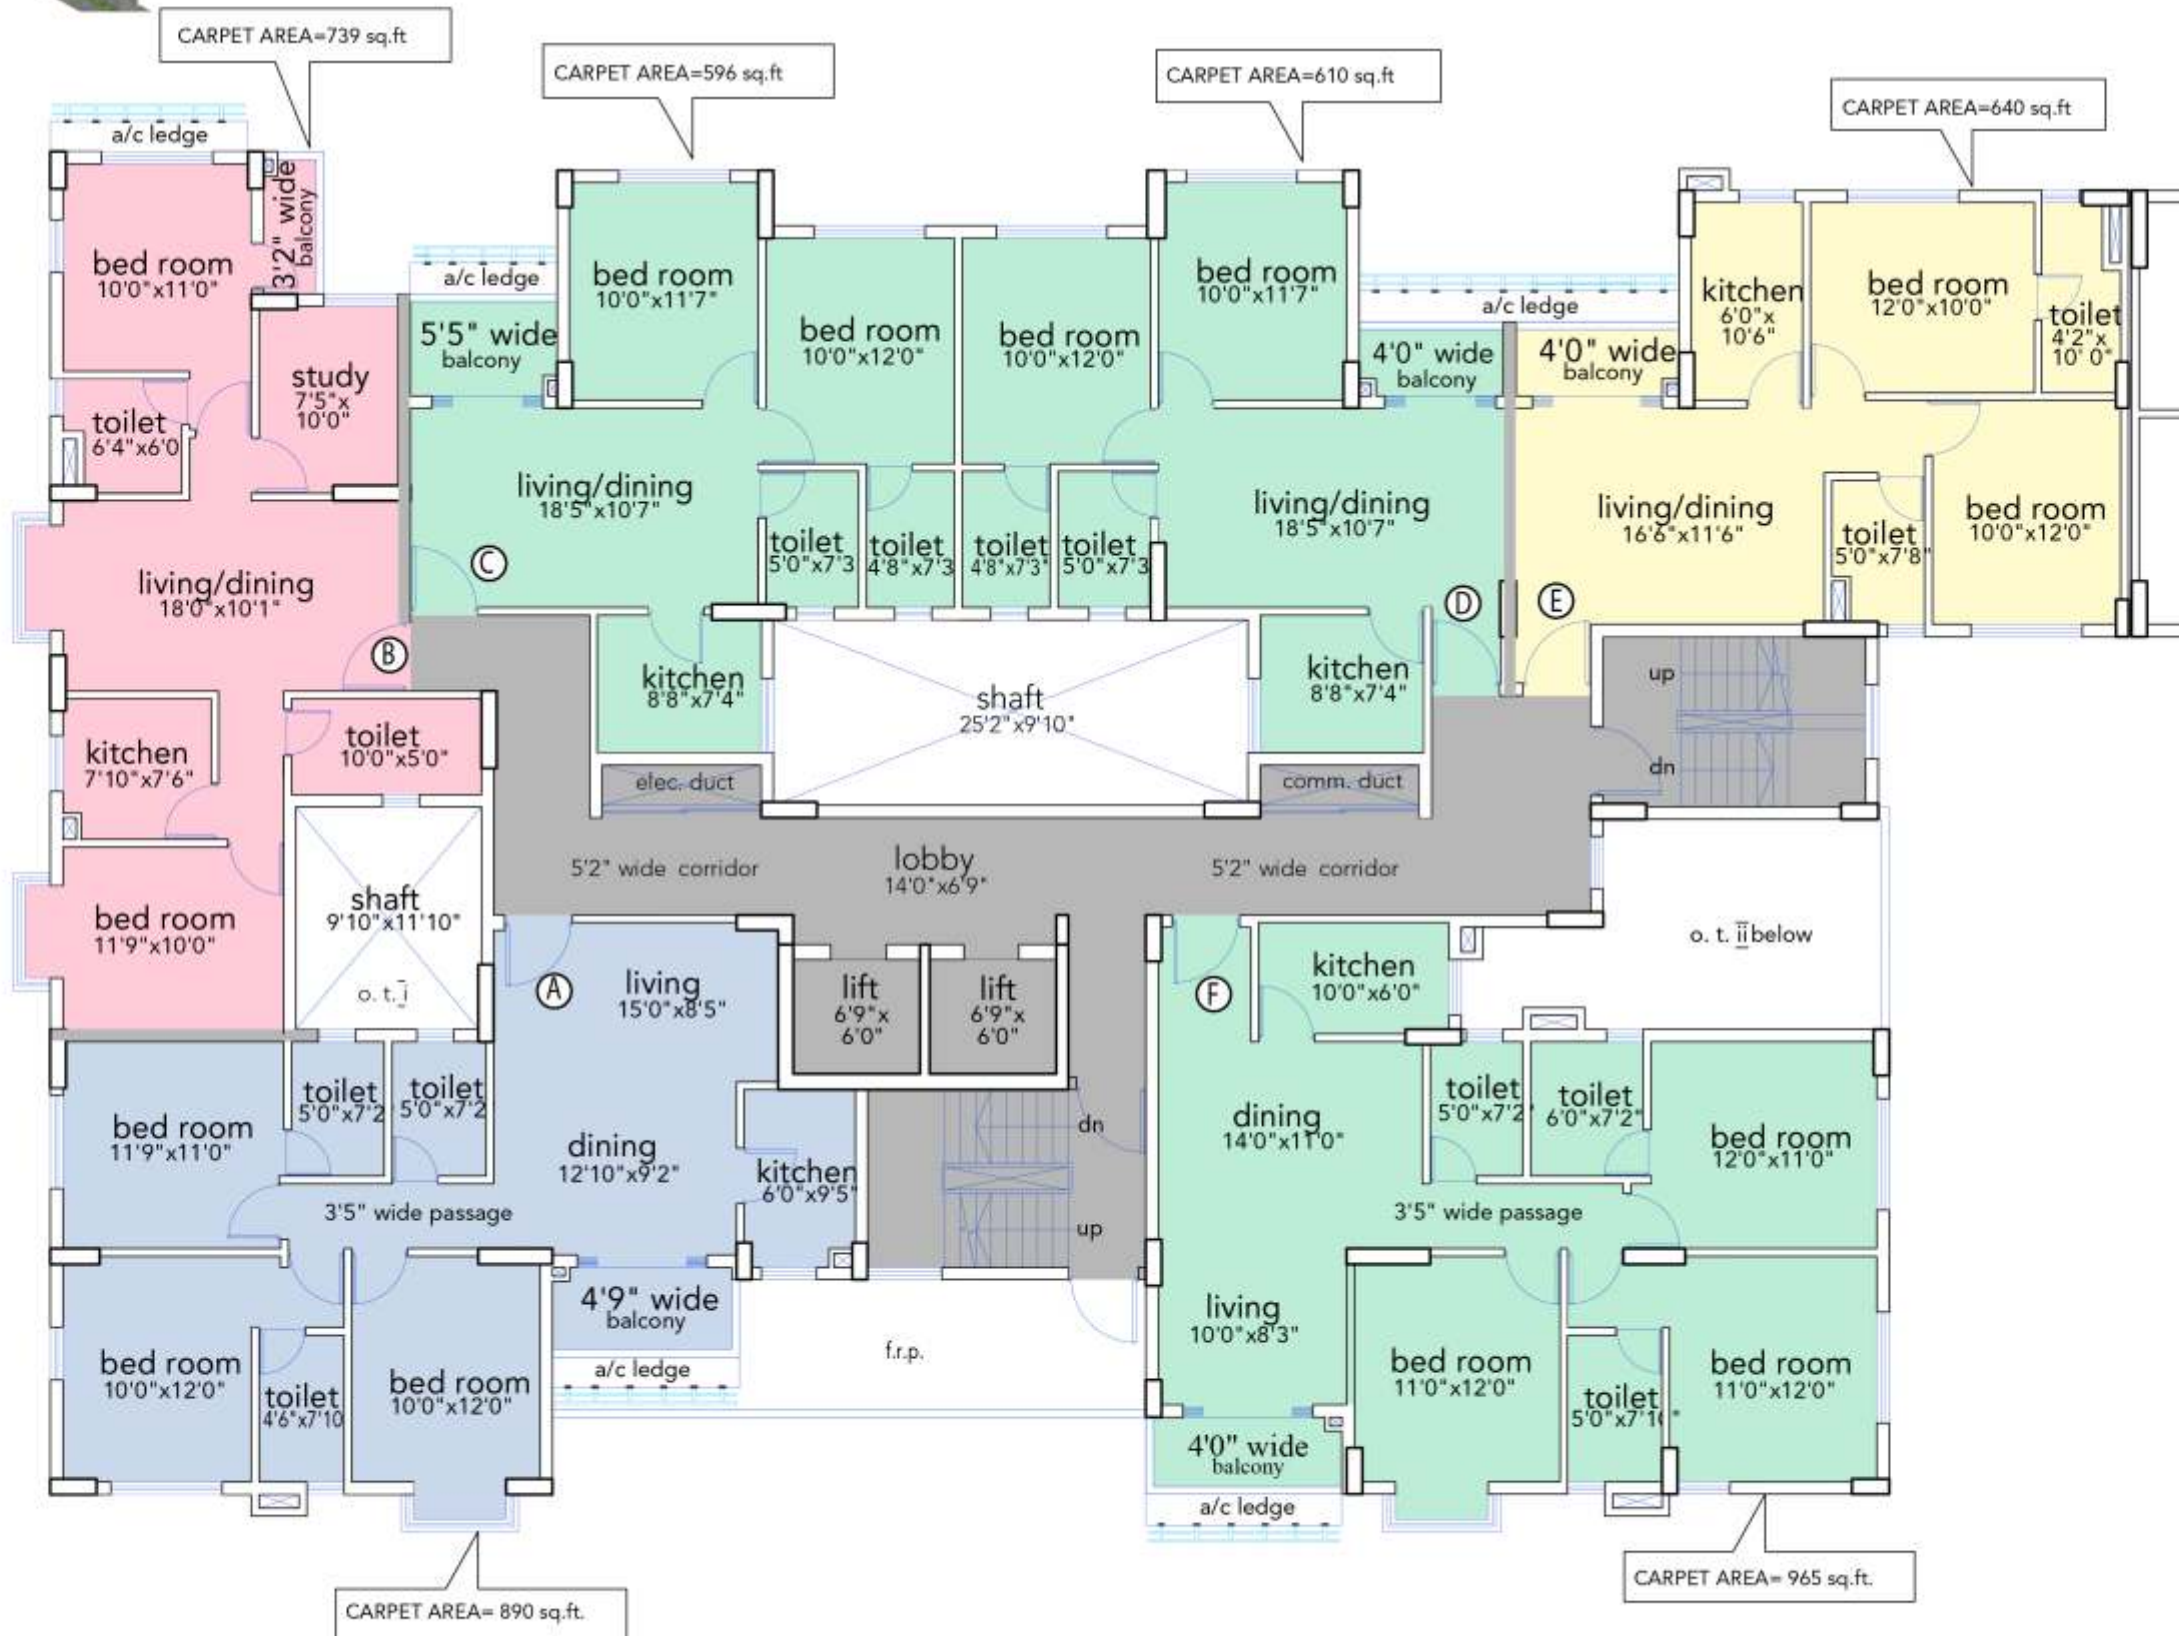 CARPET AREA=739 sq.ft
CARPET AREA=596 sq.ft
CARPET AREA=610 sq.ft
CARPET AREA=640 sq.ft
a/c ledge
3'2" wide
balcony
bed room
10'0"x11'0"
study
7'5"x
10'0"
toilet
6'4"x6'0
living/dining
18'0"x10'1"
B
kitchen
7'10"x7'6"
toilet
10'0"x5'0"
bed room
11'9"x10'0"
shaft
9'10"x11'10"
o. t. i
a/c ledge
5'5" wide
balcony
bed room
10'0"x11'7"
bed room
10'0"x12'0"
living/dining
18'5"x10'7"
C
toilet
5'0"x7'3
toilet
4'8"x7'3
kitchen
8'8"x7'4"
elec. duct
shaft
25'2"x9'10"
bed room
10'0"x12'0"
bed room
10'0"x11'7"
toilet
4'8"x7'3"
toilet
5'0"x7'3
living/dining
18'5"x10'7"
a/c ledge
4'0" wide
balcony
D
kitchen
8'8"x7'4"
comm. duct
4'0" wide
balcony
kitchen
6'0"x
10'6"
bed room
12'0"x10'0"
toilet
4'2"x
10' 0"
living/dining
16'6"x11'6"
toilet
5'0"x7'8"
bed room
10'0"x12'0"
E
up
dn
5'2" wide corridor
lobby
14'0"x6'9"
5'2" wide corridor
o. t. ii below
A
living
15'0"x8'5"
lift
6'9"x
6'0"
lift
6'9"x
6'0"
bed room
11'9"x11'0"
toilet
5'0"x7'2
toilet
5'0"x7'2
dining
12'10"x9'2"
kitchen
6'0"x9'5"
3'5" wide passage
dn
up
bed room
10'0"x12'0"
toilet
4'6"x7'10
bed room
10'0"x12'0"
4'9" wide
balcony
a/c ledge
f.r.p.
F
kitchen
10'0"x6'0"
dining
14'0"x11'0"
toilet
5'0"x7'2'
toilet
6'0"x7'2"
bed room
12'0"x11'0"
3'5" wide passage
living
10'0"x8'3"
bed room
11'0"x12'0"
toilet
5'0"x7'10"
bed room
11'0"x12'0"
4'0" wide
balcony
a/c ledge
CARPET AREA= 890 sq.ft.
CARPET AREA= 965 sq.ft.